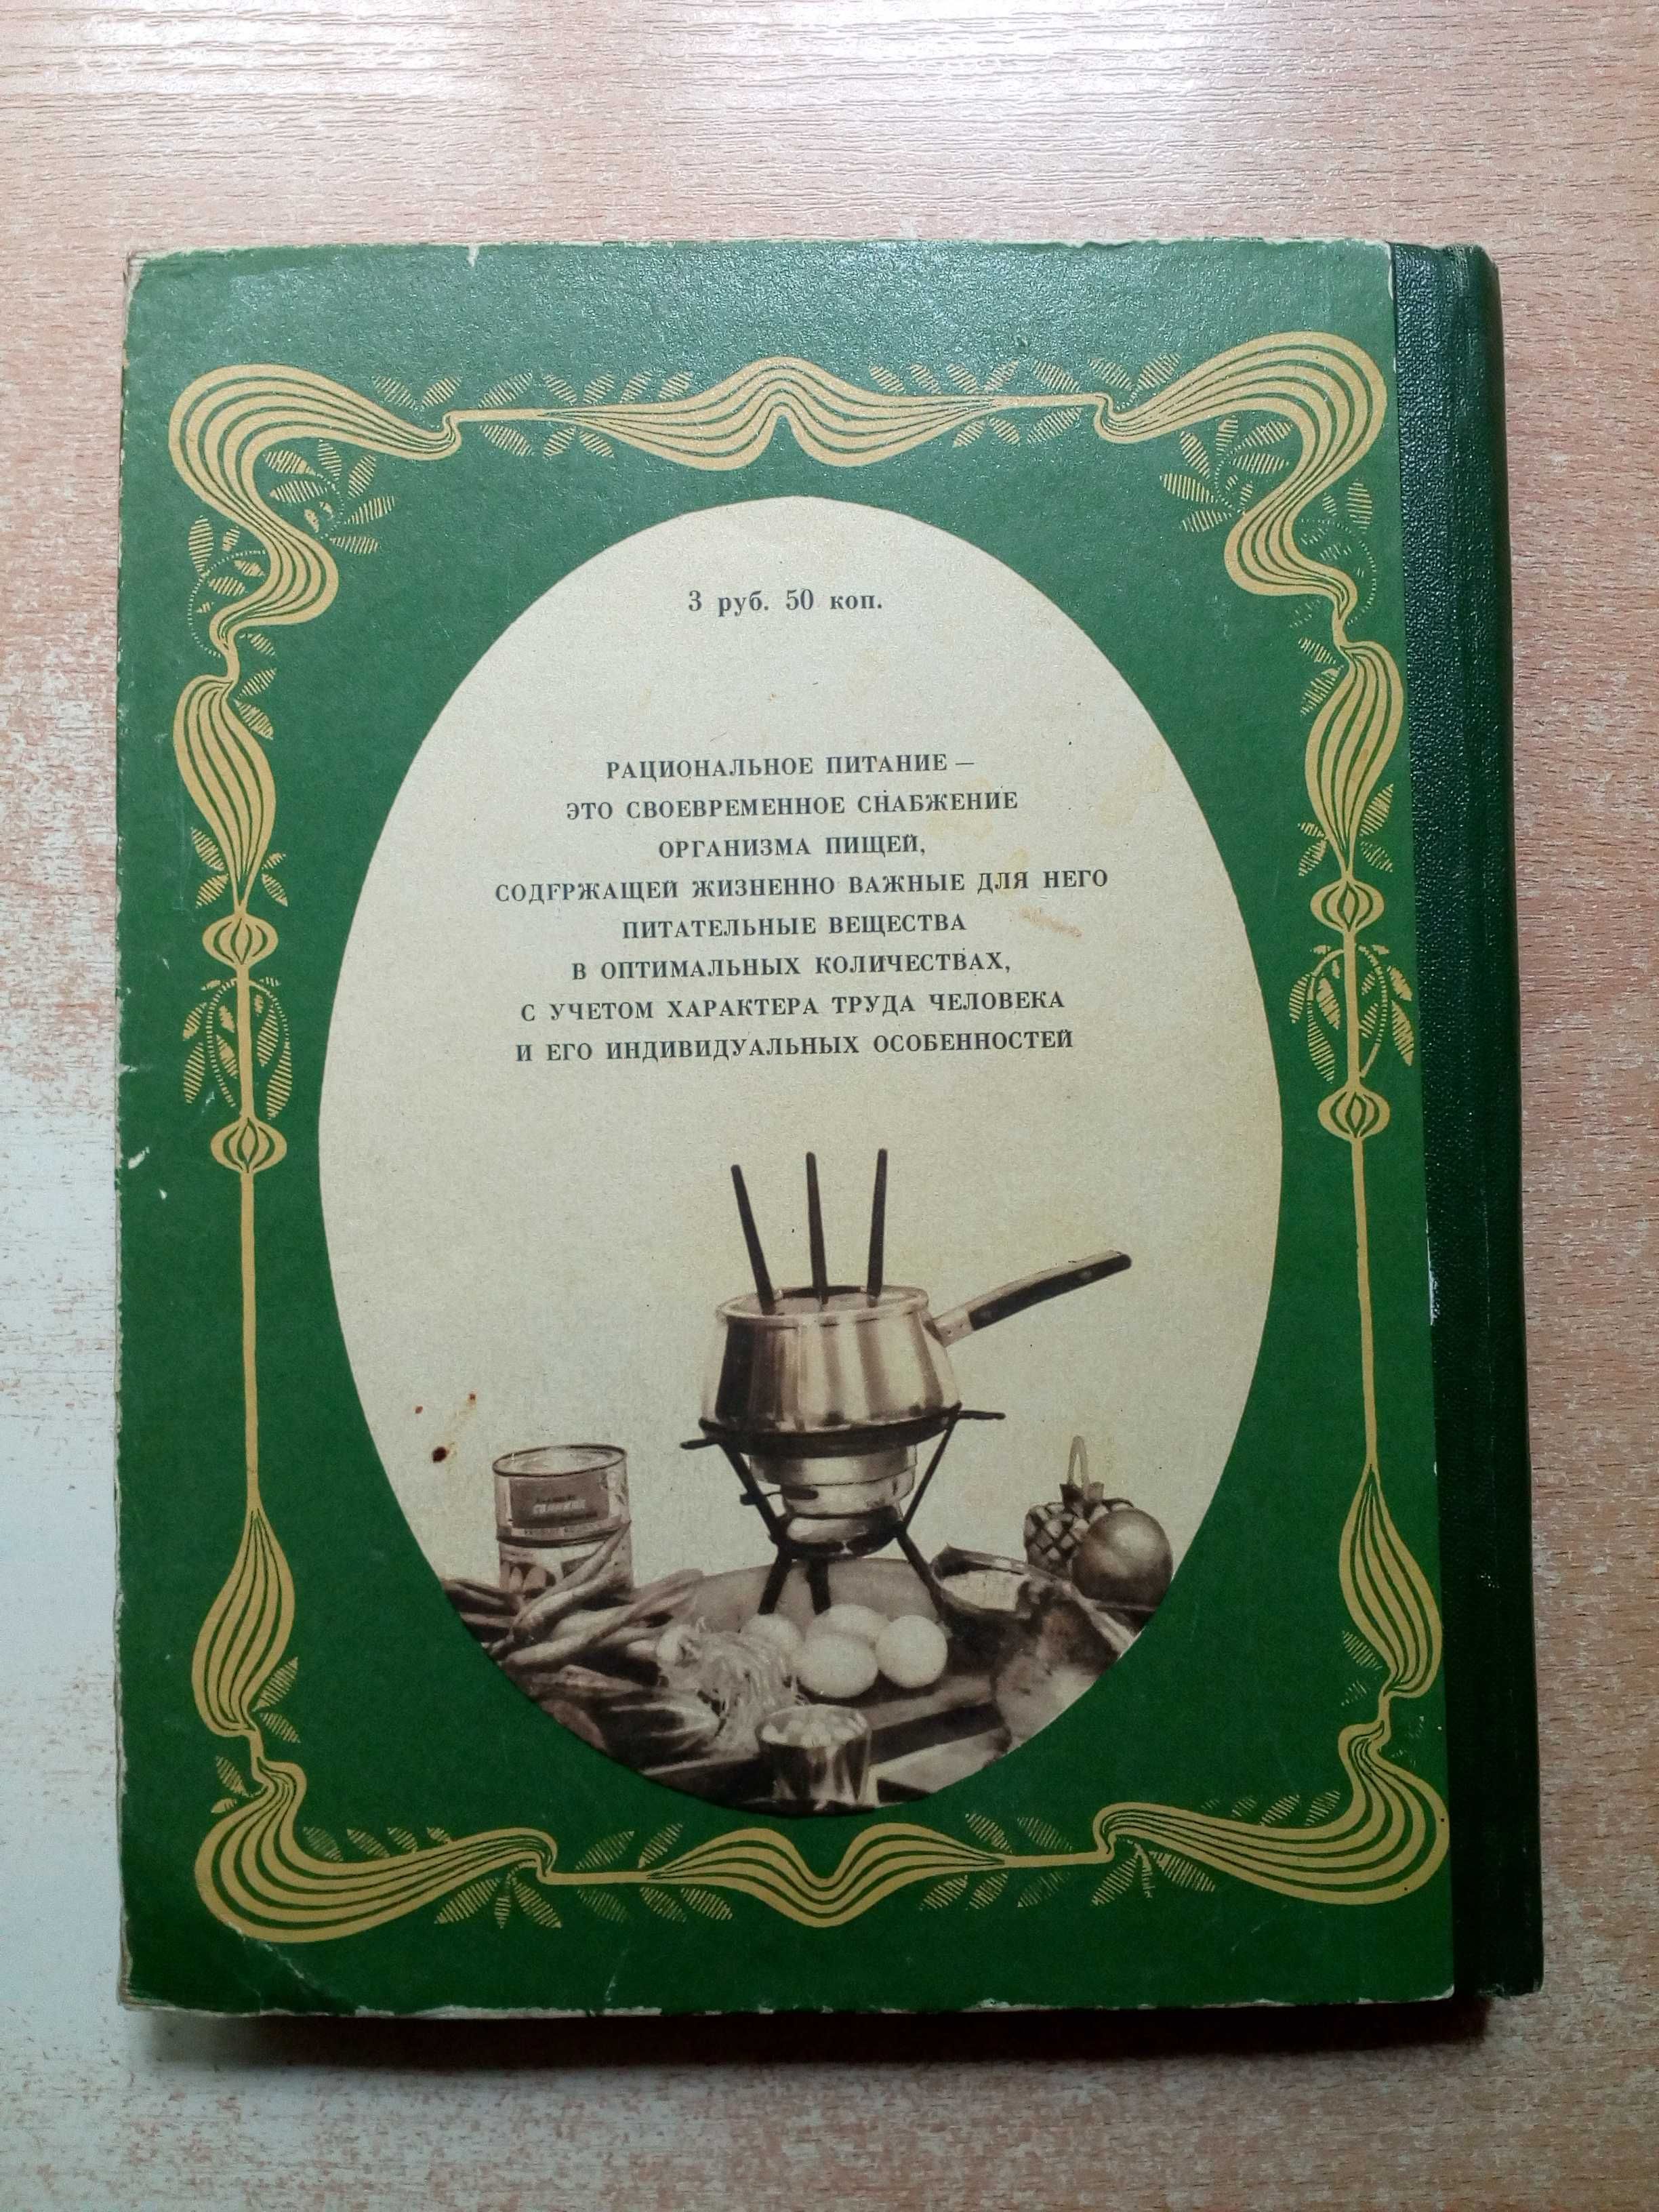 3 руб. 50 коп.
РАЦИОНАЛЬНОЕ ПИТАНИЕ —
ЭТО СВОЕВРЕМЕННОЕ СНАБЖЕНИЕ
ОРГАНИЗМА ПИЩЕЙ,
СОДЕРЖАЩЕЙ ЖИЗНЕННО ВАЖНЫЕ ДЛЯ НЕГО
ПИТАТЕЛЬНЫЕ ВЕЩЕСТВА
В ОПТИМАЛЬНЫХ КОЛИЧЕСТВАХ,
С УЧЕТОМ ХАРАКТЕРА ТРУДА ЧЕЛОВЕКА
И ЕГО ИНДИВИДУАЛЬНЫХ ОСОБЕННОСТЕЙ